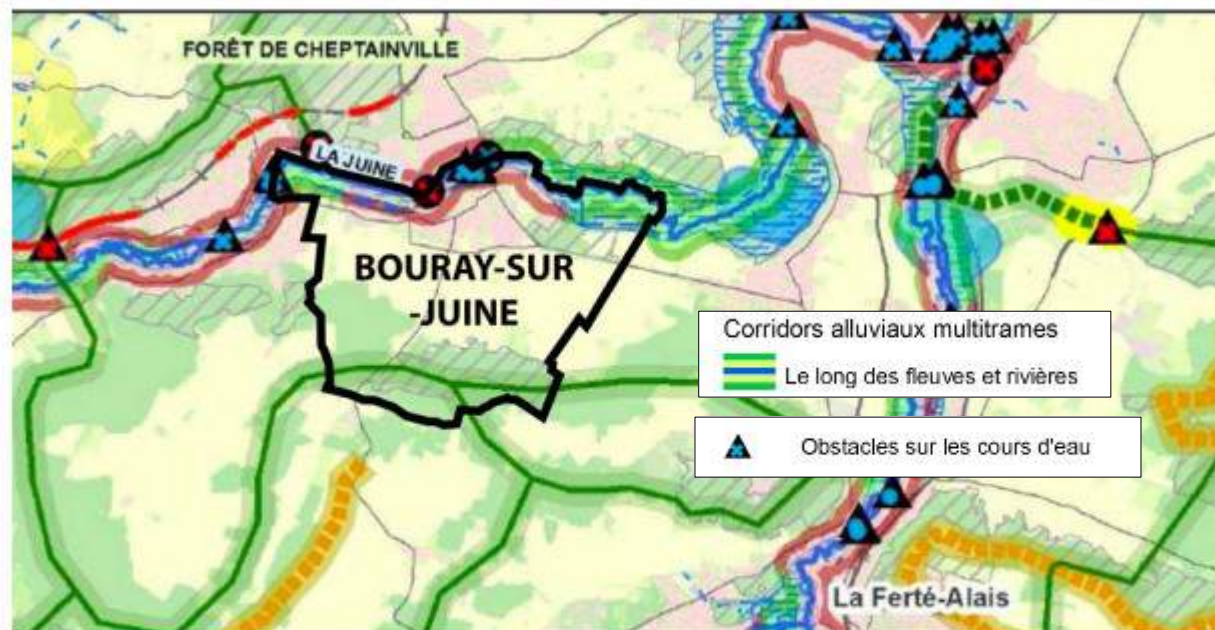 FORÊT DE CHEPTAINVILLE
LA JUINE
BOURAY-SUR
-JUINE
Corridors alluviaux multitrames
Le long des fleuves et rivières
Obstacles sur les cours d'eau
La Ferté-Alais